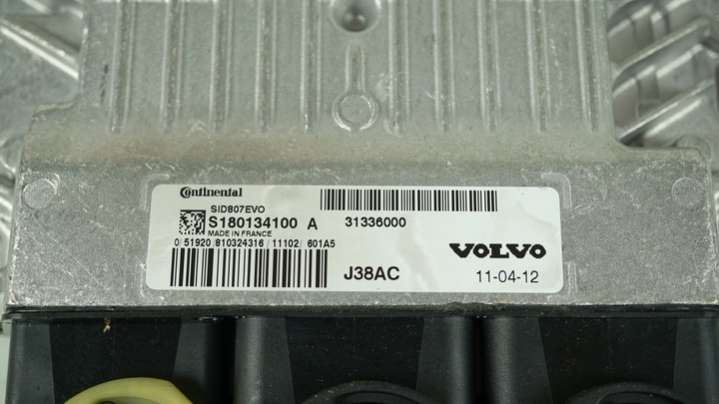 Continental
SID807EVO
S180134100 A
MADE IN FRANCE
0 51920 810324316 11102 601A5
31336000
J38AC
VOLVO
11-04-12